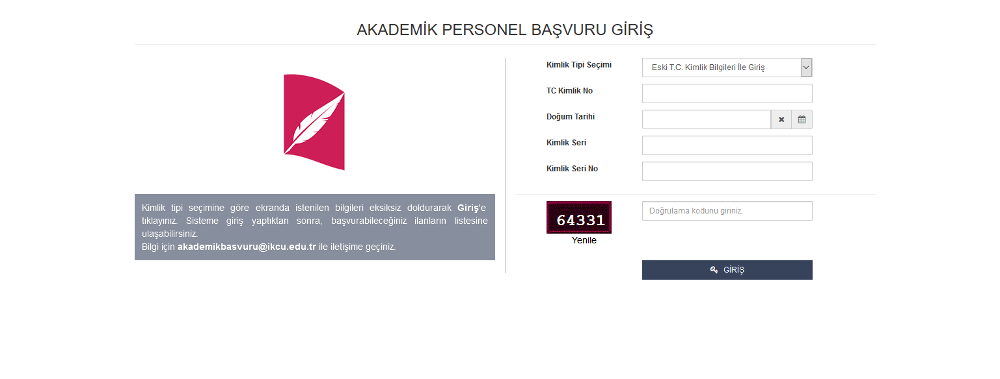 AKADEMİK PERSONEL BAŞVURU GİRİŞ
Kimlik Tipi Seçimi
Eski T.C. Kimlik Bilgileri İle Giriş
TC Kimlik No
Doğum Tarihi
Kimlik Seri
Kimlik Seri No
Kimlik tipi seçimine göre ekranda istenilen bilgileri eksiksiz doldurarak Giriş'e
tıklayınız. Sisteme giriş yaptıktan sonra, başvurabileceğiniz ilanların listesine
ulaşabilirsiniz.
Bilgi için akademikbasvuru@ikcu.edu.tr ile iletişime geçiniz.
64331
Doğrulama kodunu giriniz.
Yenile
GİRİŞ